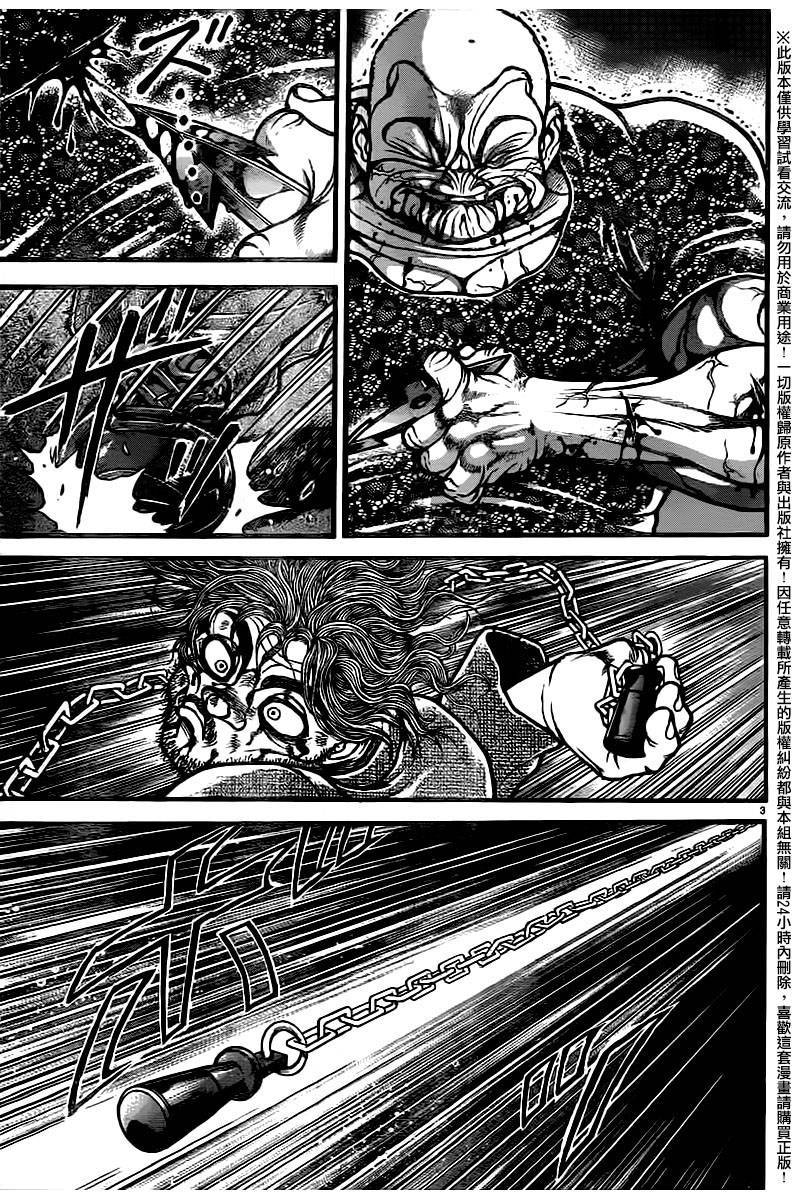 ※此版本僅供學習試看交流，請勿用於商業用途！一切版權歸原作者與出版社擁有！因任意轉載所產生的版權糾紛都與本組無關！請24小時內刪除，喜歡這套漫畫請購買正版！
ズ
ガッ
3